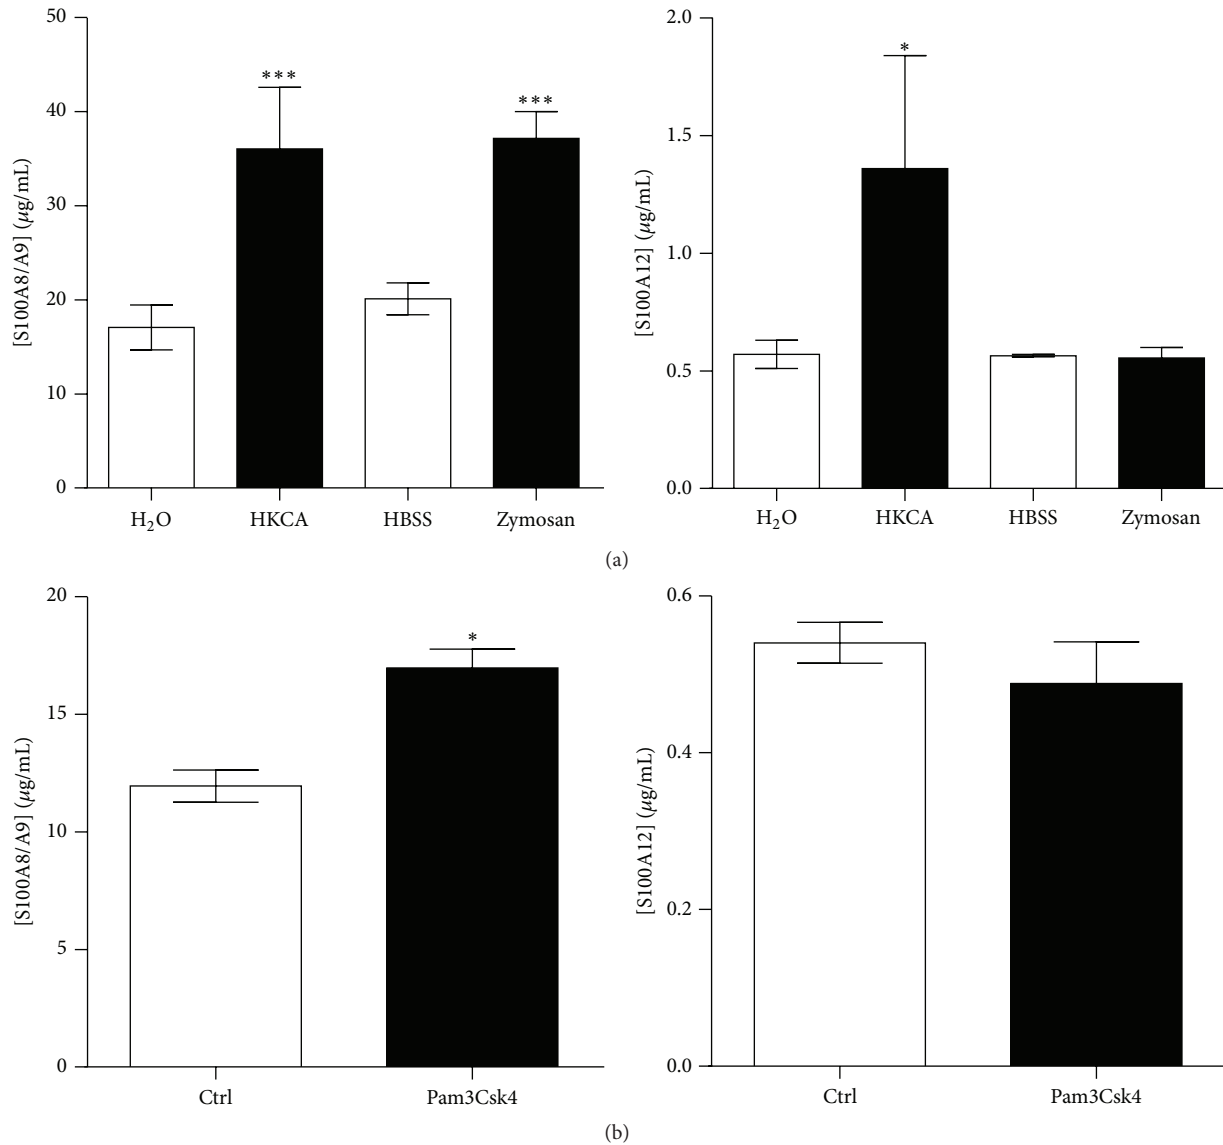 50
40
30
20
10
0
[S100A8/A9] (μg/mL)
***
***
H₂O HKCA HBSS Zymosan
2.0
1.5
1.0
0.5
0.0
[S100A12] (μg/mL)
*
H₂O HKCA HBSS Zymosan
(a)
20
15
10
5
0
[S100A8/A9] (μg/mL)
*
Ctrl Pam3Csk4
0.6
0.4
0.2
0.0
[S100A12] (μg/mL)
Ctrl Pam3Csk4
(b)